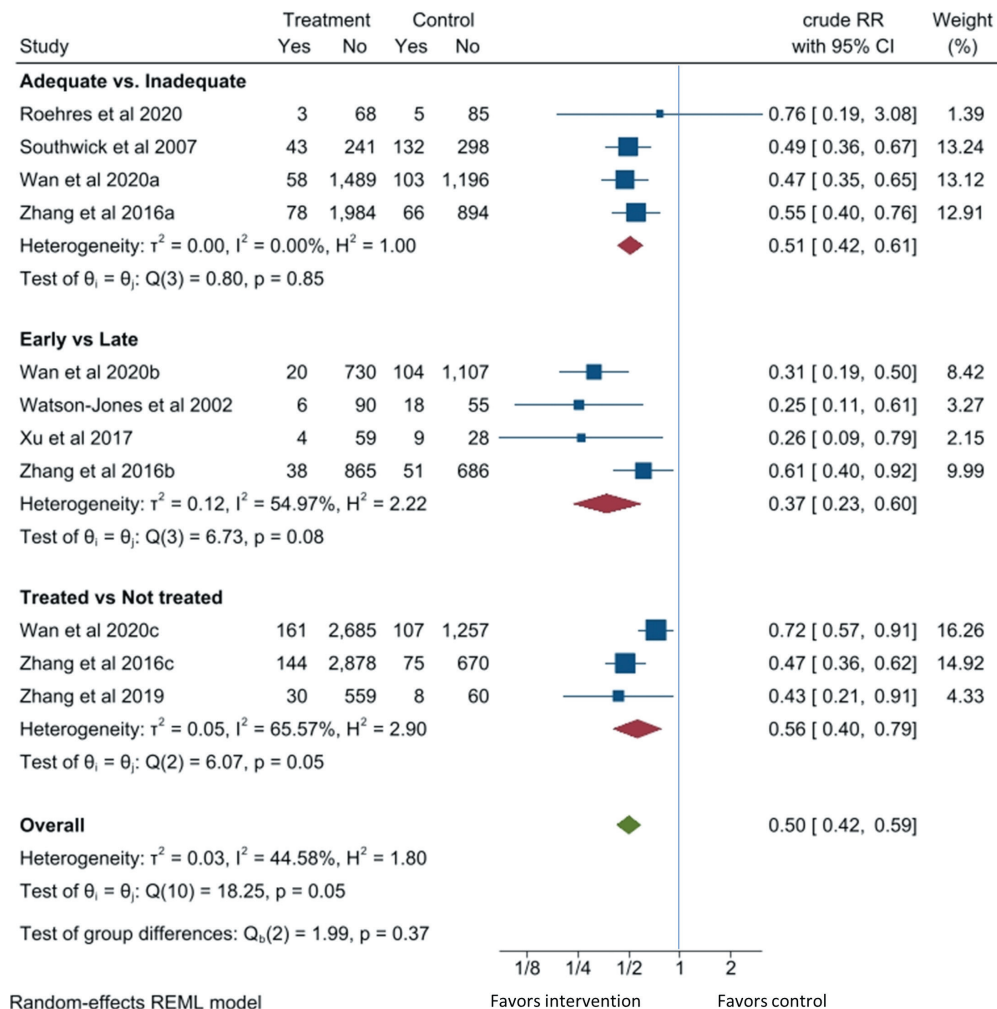 Treatment Control crude RR Weight
Study Yes No Yes No with 95% CI (%)
Adequate vs. Inadequate
Roehres et al 2020 3 68 5 85 0.76 [ 0.19, 3.08] 1.39
Southwick et al 2007 43 241 132 298 0.49 [ 0.36, 0.67] 13.24
Wan et al 2020a 58 1,489 103 1,196 0.47 [ 0.35, 0.65] 13.12
Zhang et al 2016a 78 1,984 66 894 0.55 [ 0.40, 0.76] 12.91
Heterogeneity: τ² = 0.00, I² = 0.00%, H² = 1.00 0.51 [ 0.42, 0.61]
Test of θᵢ = θⱼ: Q(3) = 0.80, p = 0.85
Early vs Late
Wan et al 2020b 20 730 104 1,107 0.31 [ 0.19, 0.50] 8.42
Watson-Jones et al 2002 6 90 18 55 0.25 [ 0.11, 0.61] 3.27
Xu et al 2017 4 59 9 28 0.26 [ 0.09, 0.79] 2.15
Zhang et al 2016b 38 865 51 686 0.61 [ 0.40, 0.92] 9.99
Heterogeneity: τ² = 0.12, I² = 54.97%, H² = 2.22 0.37 [ 0.23, 0.60]
Test of θᵢ = θⱼ: Q(3) = 6.73, p = 0.08
Treated vs Not treated
Wan et al 2020c 161 2,685 107 1,257 0.72 [ 0.57, 0.91] 16.26
Zhang et al 2016c 144 2,878 75 670 0.47 [ 0.36, 0.62] 14.92
Zhang et al 2019 30 559 8 60 0.43 [ 0.21, 0.91] 4.33
Heterogeneity: τ² = 0.05, I² = 65.57%, H² = 2.90 0.56 [ 0.40, 0.79]
Test of θᵢ = θⱼ: Q(2) = 6.07, p = 0.05
Overall 0.50 [ 0.42, 0.59]
Heterogeneity: τ² = 0.03, I² = 44.58%, H² = 1.80
Test of θᵢ = θⱼ: Q(10) = 18.25, p = 0.05
Test of group differences: Q_b(2) = 1.99, p = 0.37
1/8 1/4 1/2 1 2
Random-effects REML model Favors intervention Favors control